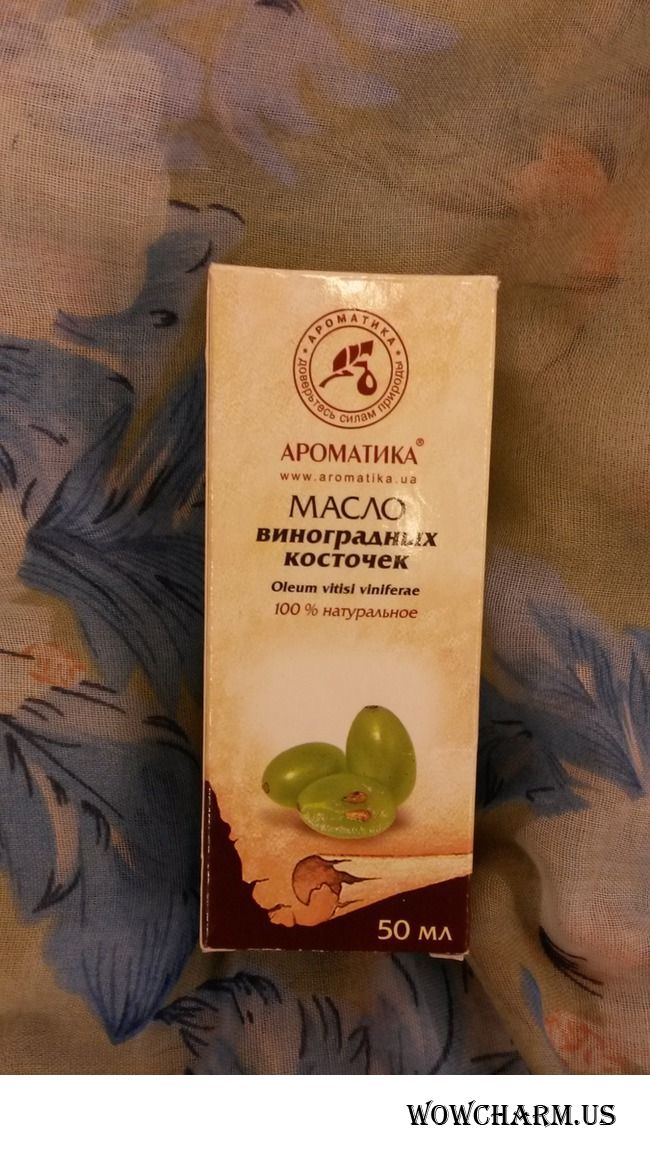 АРОМАТИКА
доверьтесь силам природы
АРОМАТИКА®
www.aromatika.ua
МАСЛО
виноградных
косточек
Oleum vitisl viniferae
100 % натуральное
50 мл
WOWCHARM.US